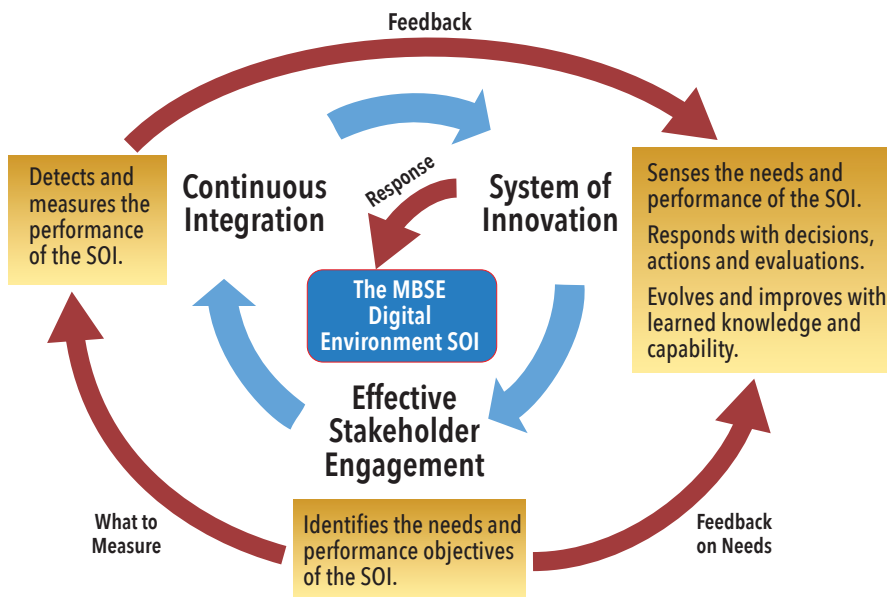 Feedback
Detects and
measures the
performance
of the SOI.
Continuous
Integration
Response
System of
Innovation
Senses the needs and
performance of the SOI.
Responds with decisions,
actions and evaluations.
Evolves and improves with
learned knowledge and
capability.
The MBSE
Digital
Environment SOI
Effective
Stakeholder
Engagement
What to
Measure
Identifies the needs and
performance objectives
of the SOI.
Feedback
on Needs